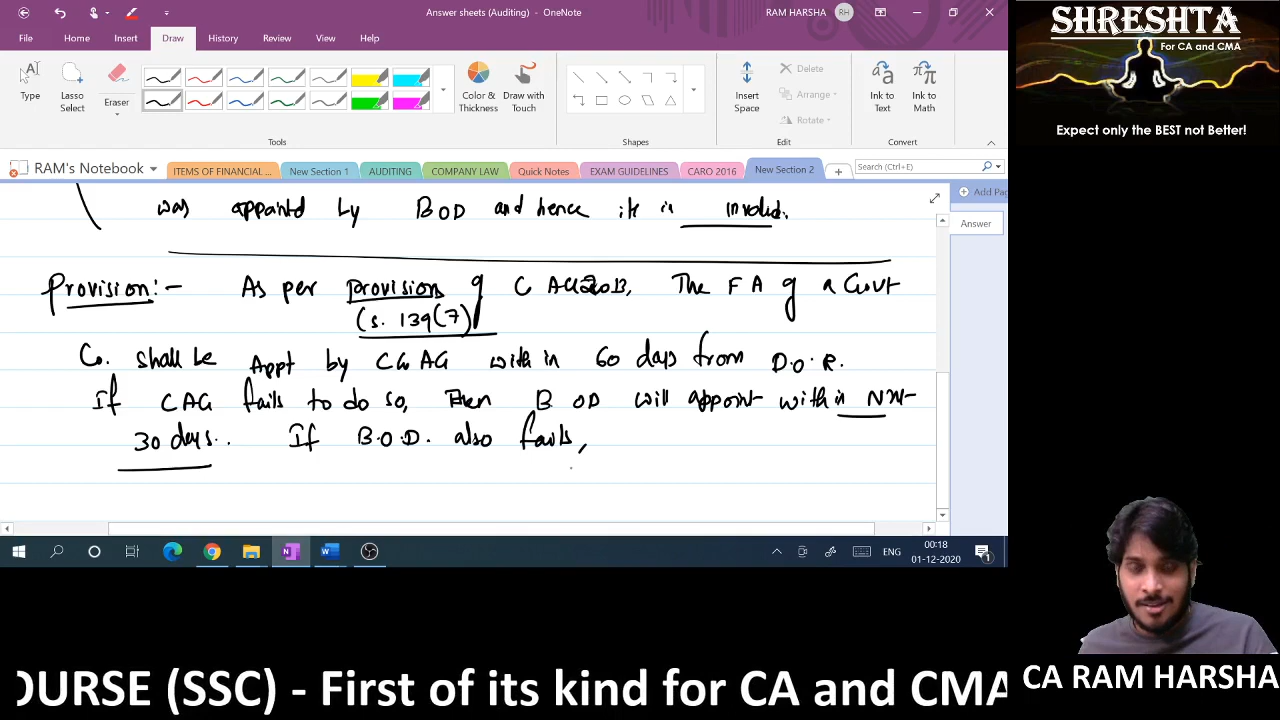 Answer sheets (Auditing) - OneNote
RAM HARSHA
RH
File
Home
Insert
Draw
History
Review
View
Help
Type
Lasso Select
Eraser
Color & Thickness
Draw with Touch
Insert Space
Delete
Arrange
Rotate
Ink to Text
Ink to Math
Tools
Shapes
Edit
Convert
RAM's Notebook
ITEMS OF FINANCIAL ...
New Section 1
AUDITING
COMPANY LAW
Quick Notes
EXAM GUIDELINES
CARO 2016
New Section 2
Search (Ctrl+E)
Add Pag
Answer
was appointed by BOD and hence it is invalid.
Provision:- As per provisions of C Act 2013, The FA of a Govt
(s. 139(7)
Co. shall be Appt by C&AG with in 60 days from D.O.R.
If CAG fails to do so, Then BOD will appoint within Nxt
30 days.. If B.O.D. also fails,
ENG
00:18
01-12-2020
1
SHRESHTA
For CA and CMA
Expect only the BEST not Better!
OURSE (SSC) - First of its kind for CA and CMA
CA RAM HARSHA